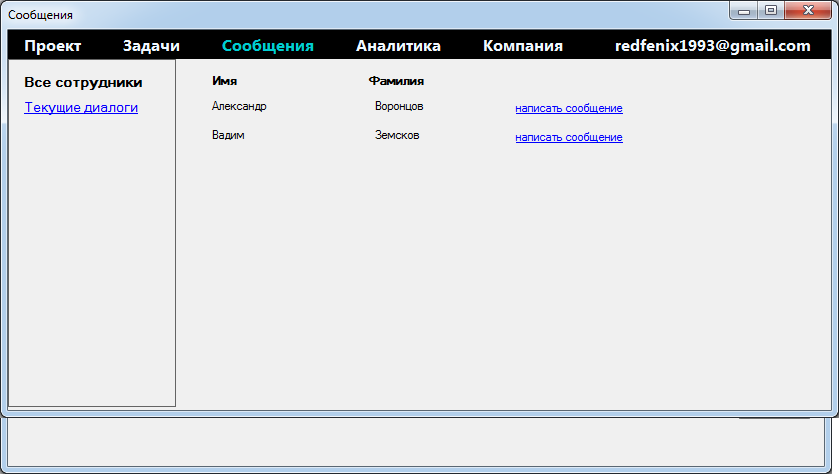 Сообщения
Проект Задачи Сообщения Аналитика Компания redfenix1993@gmail.com
Все сотрудники
Текущие диалоги
Имя Фамилия
Александр Воронцов написать сообщение
Вадим Земсков написать сообщение